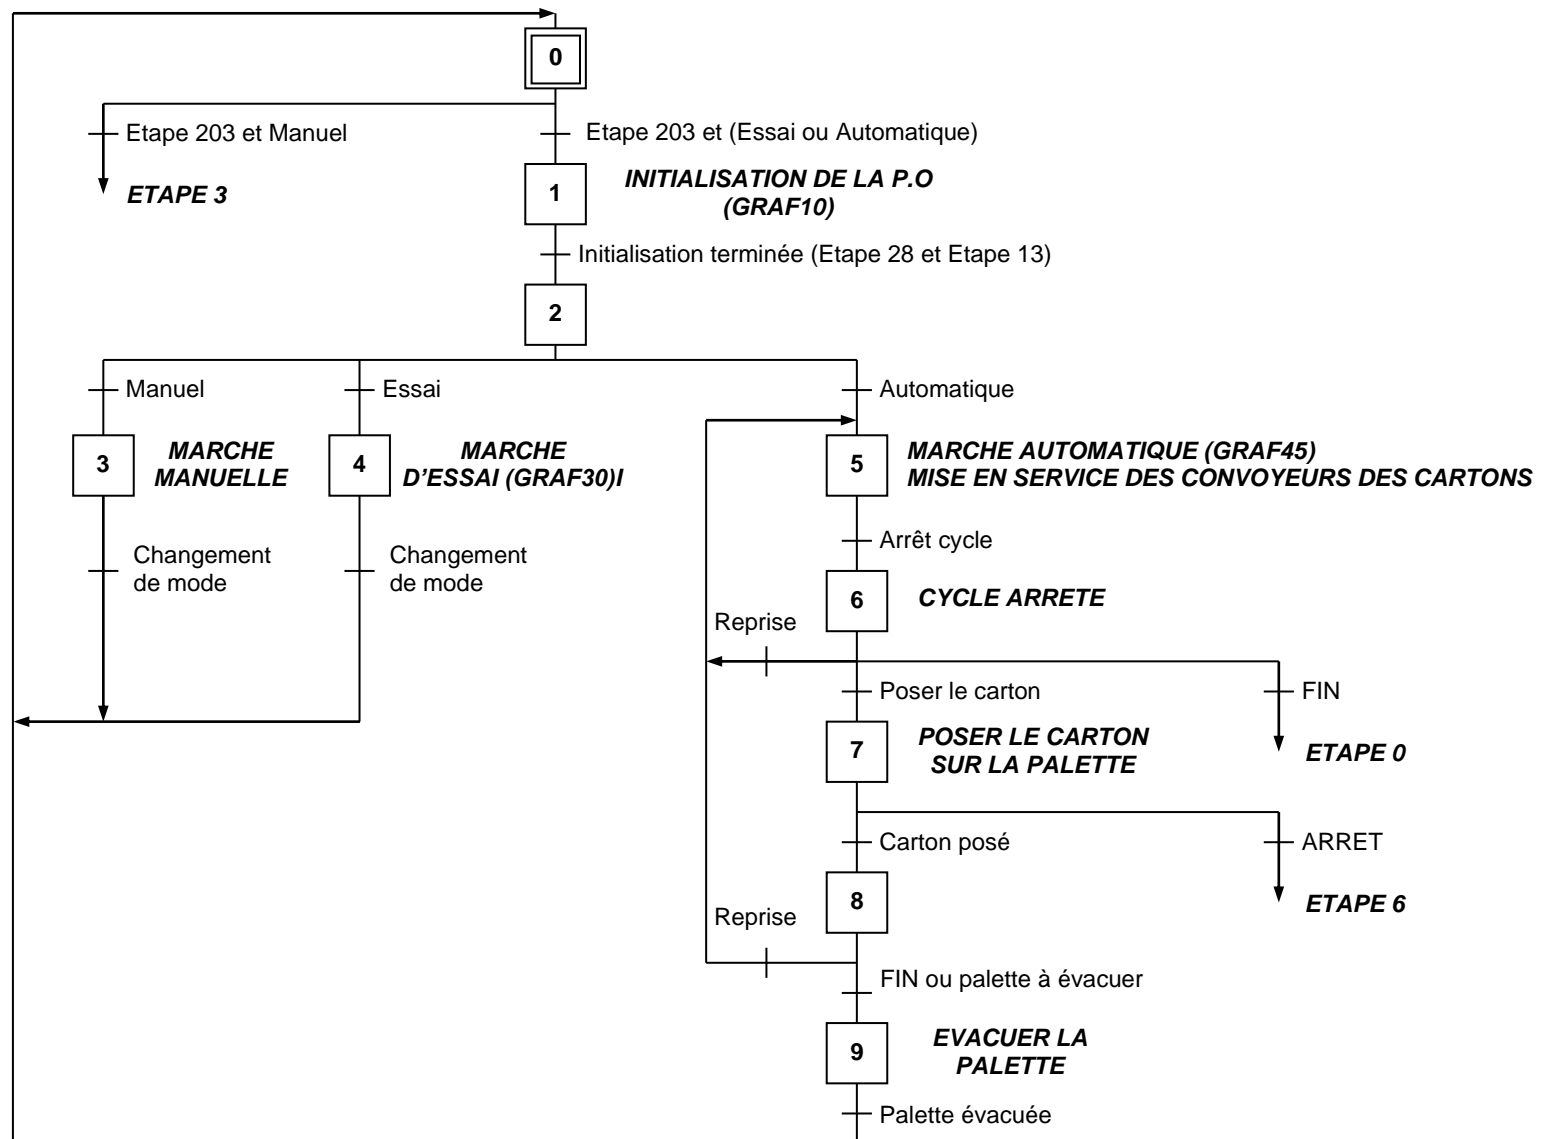 0
Etape 203 et Manuel
Etape 203 et (Essai ou Automatique)
ETAPE 3
1
INITIALISATION DE LA P.O
(GRAF10)
Initialisation terminée (Etape 28 et Etape 13)
2
Manuel
Essai
Automatique
3
MARCHE
MANUELLE
4
MARCHE
D'ESSAI (GRAF30)I
5
MARCHE AUTOMATIQUE (GRAF45)
MISE EN SERVICE DES CONVOYEURS DES CARTONS
Changement
de mode
Changement
de mode
Arrêt cycle
6
CYCLE ARRETE
Reprise
Poser le carton
FIN
7
POSER LE CARTON
SUR LA PALETTE
ETAPE 0
Carton posé
ARRET
8
ETAPE 6
Reprise
FIN ou palette à évacuer
9
EVACUER LA
PALETTE
Palette évacuée